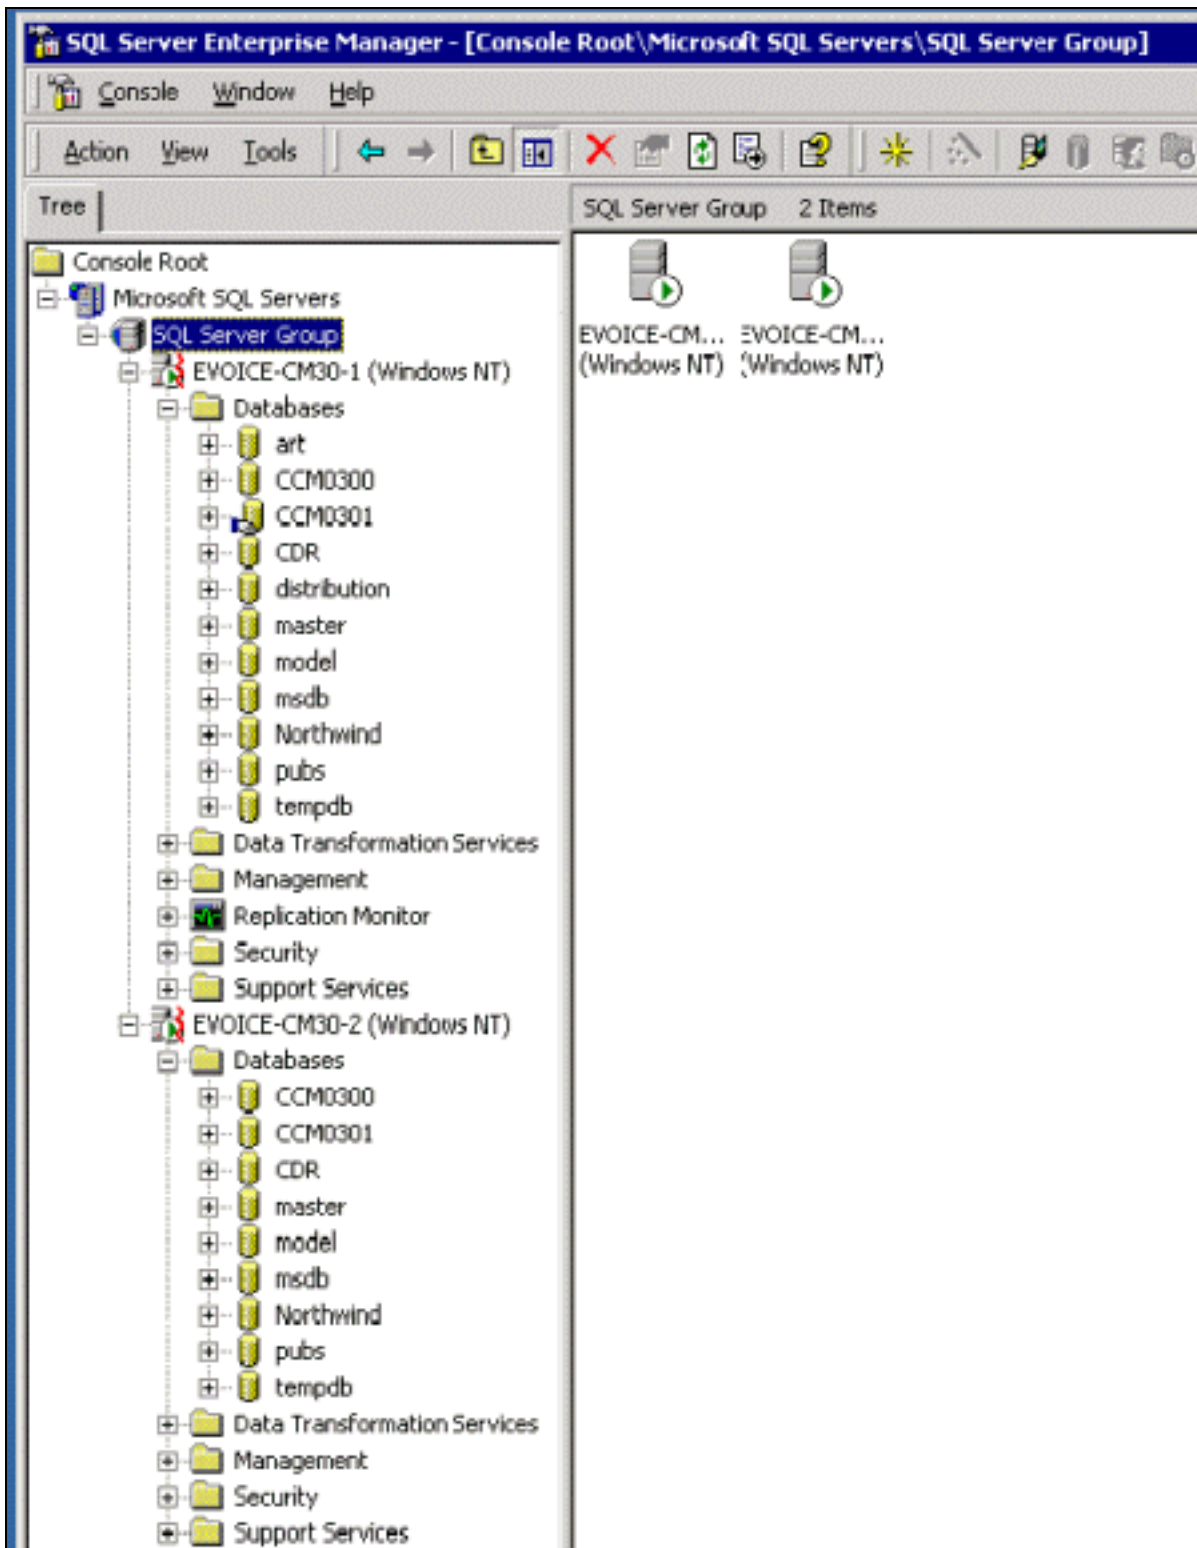 SQL Server Enterprise Manager - [Console Root\Microsoft SQL Servers\SQL Server Group]
Console Window Help
Action View Tools
Tree
SQL Server Group 2 Items
Console Root
Microsoft SQL Servers
SQL Server Group
EVOICE-CM... EVOICE-CM...
(Windows NT) (Windows NT)
EVOICE-CM30-1 (Windows NT)
Databases
art
CCM0300
CCM0301
CDR
distribution
master
model
msdb
Northwind
pubs
tempdb
Data Transformation Services
Management
Replication Monitor
Security
Support Services
EVOICE-CM30-2 (Windows NT)
Databases
CCM0300
CCM0301
CDR
master
model
msdb
Northwind
pubs
tempdb
Data Transformation Services
Management
Security
Support Services